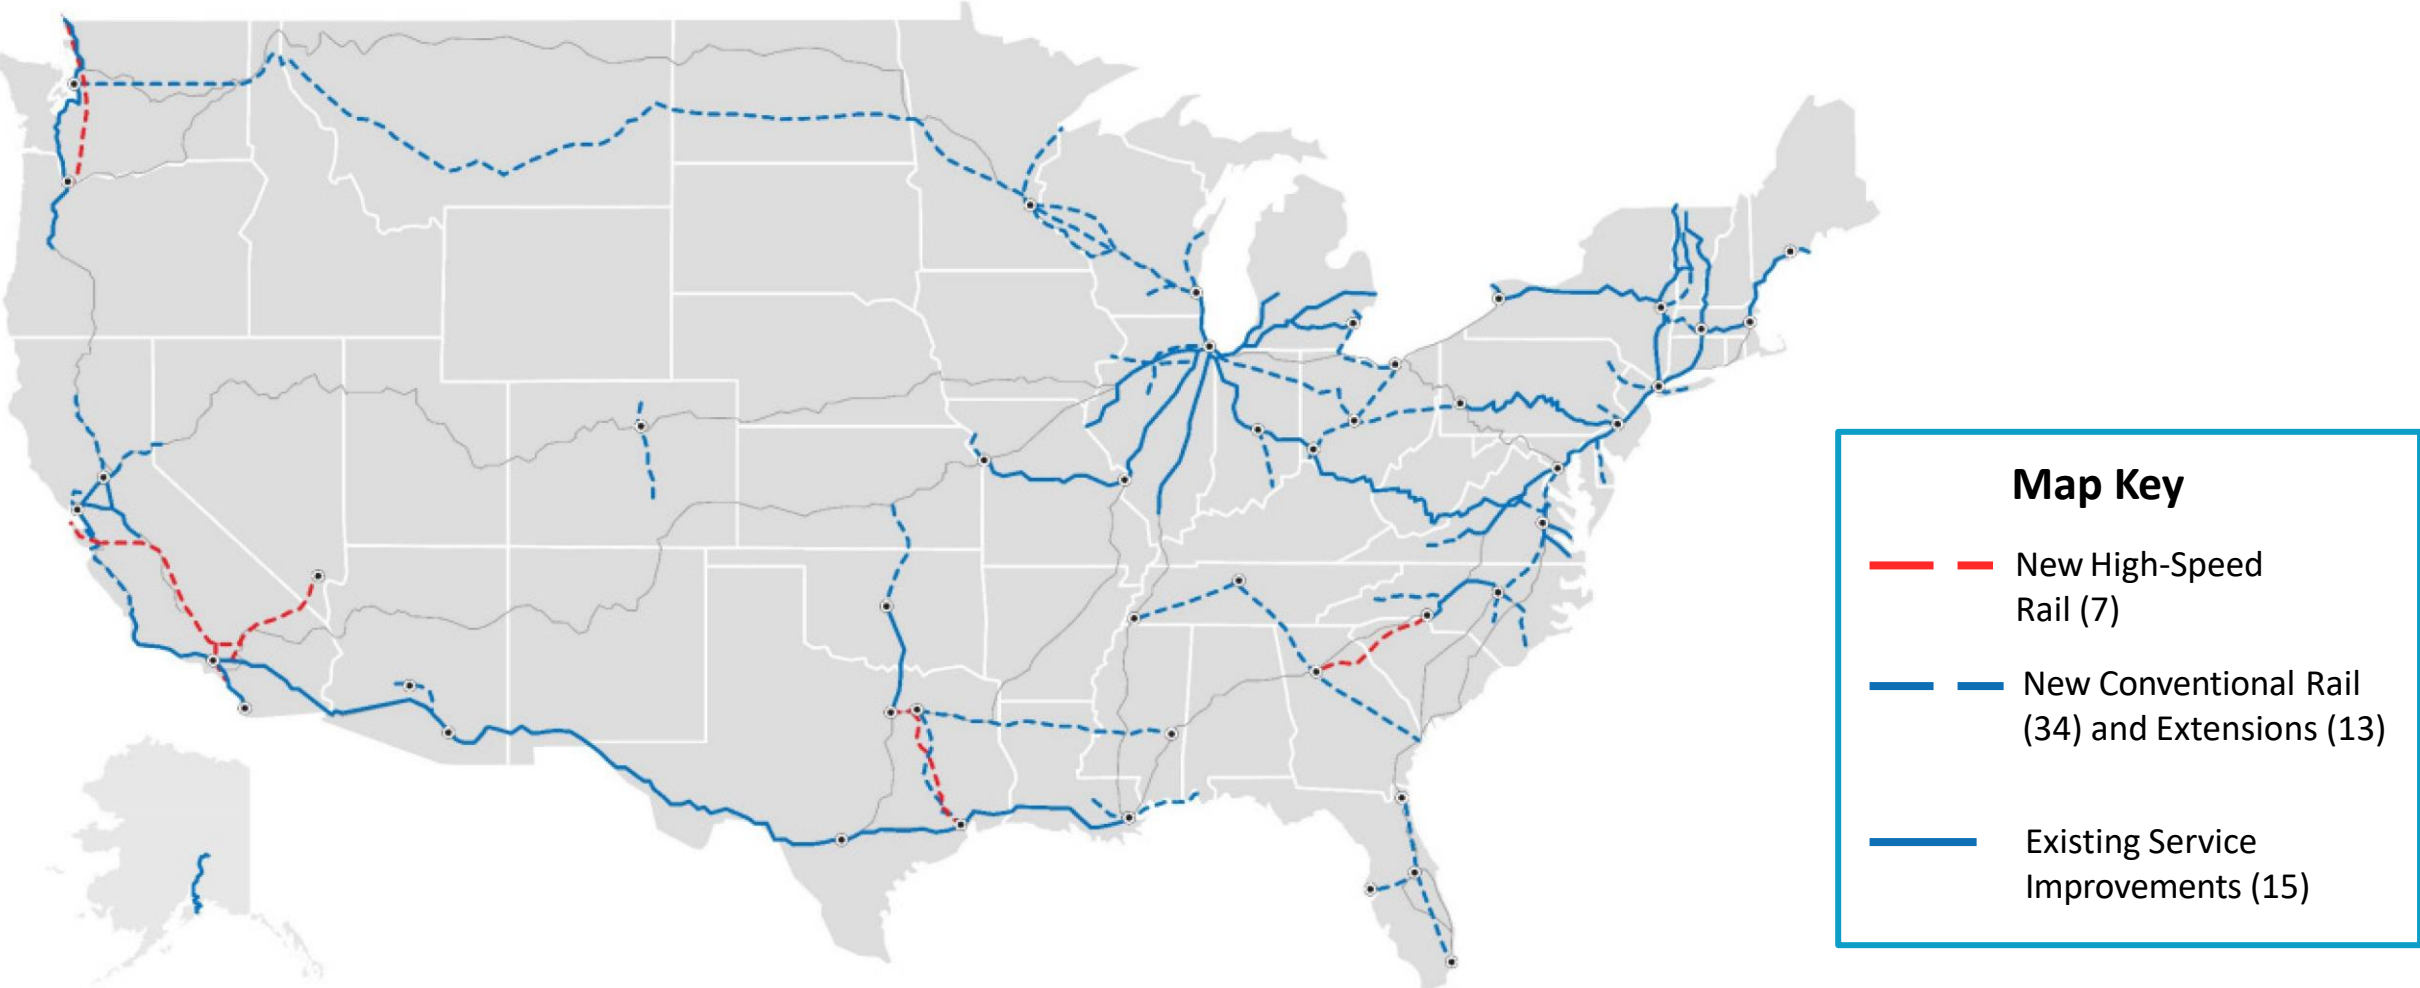 Map Key
New High-Speed
Rail (7)
New Conventional Rail
(34) and Extensions (13)
Existing Service
Improvements (15)